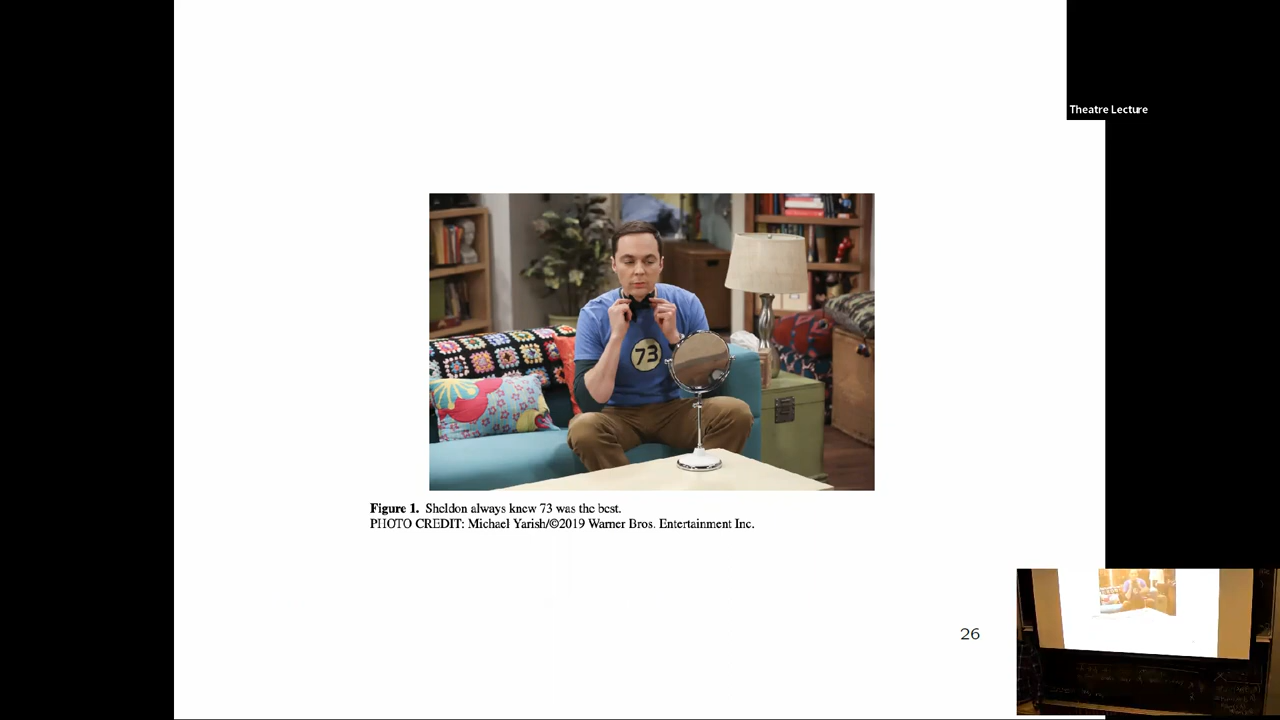 Theatre Lecture
73
Figure 1. Sheldon always knew 73 was the best.
PHOTO CREDIT: Michael Yarish/©2019 Warner Bros. Entertainment Inc.
26